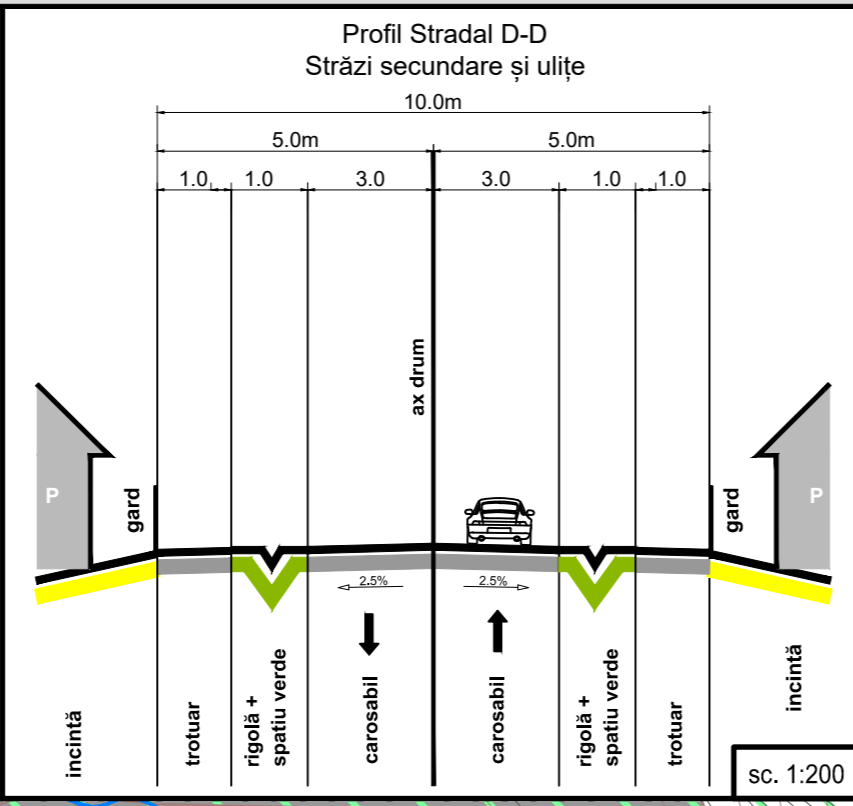 Profil Stradal D-D
Străzi secundare și ulițe
10.0m
5.0m 5.0m
1.0 1.0 3.0 3.0 1.0 1.0
ax drum
P gard gard P
2.5% 2.5%
incintă
trotuar
rigolă +
spatiu verde
carosabil
carosabil
rigolă +
spatiu verde
trotuar
incintă
sc. 1:200